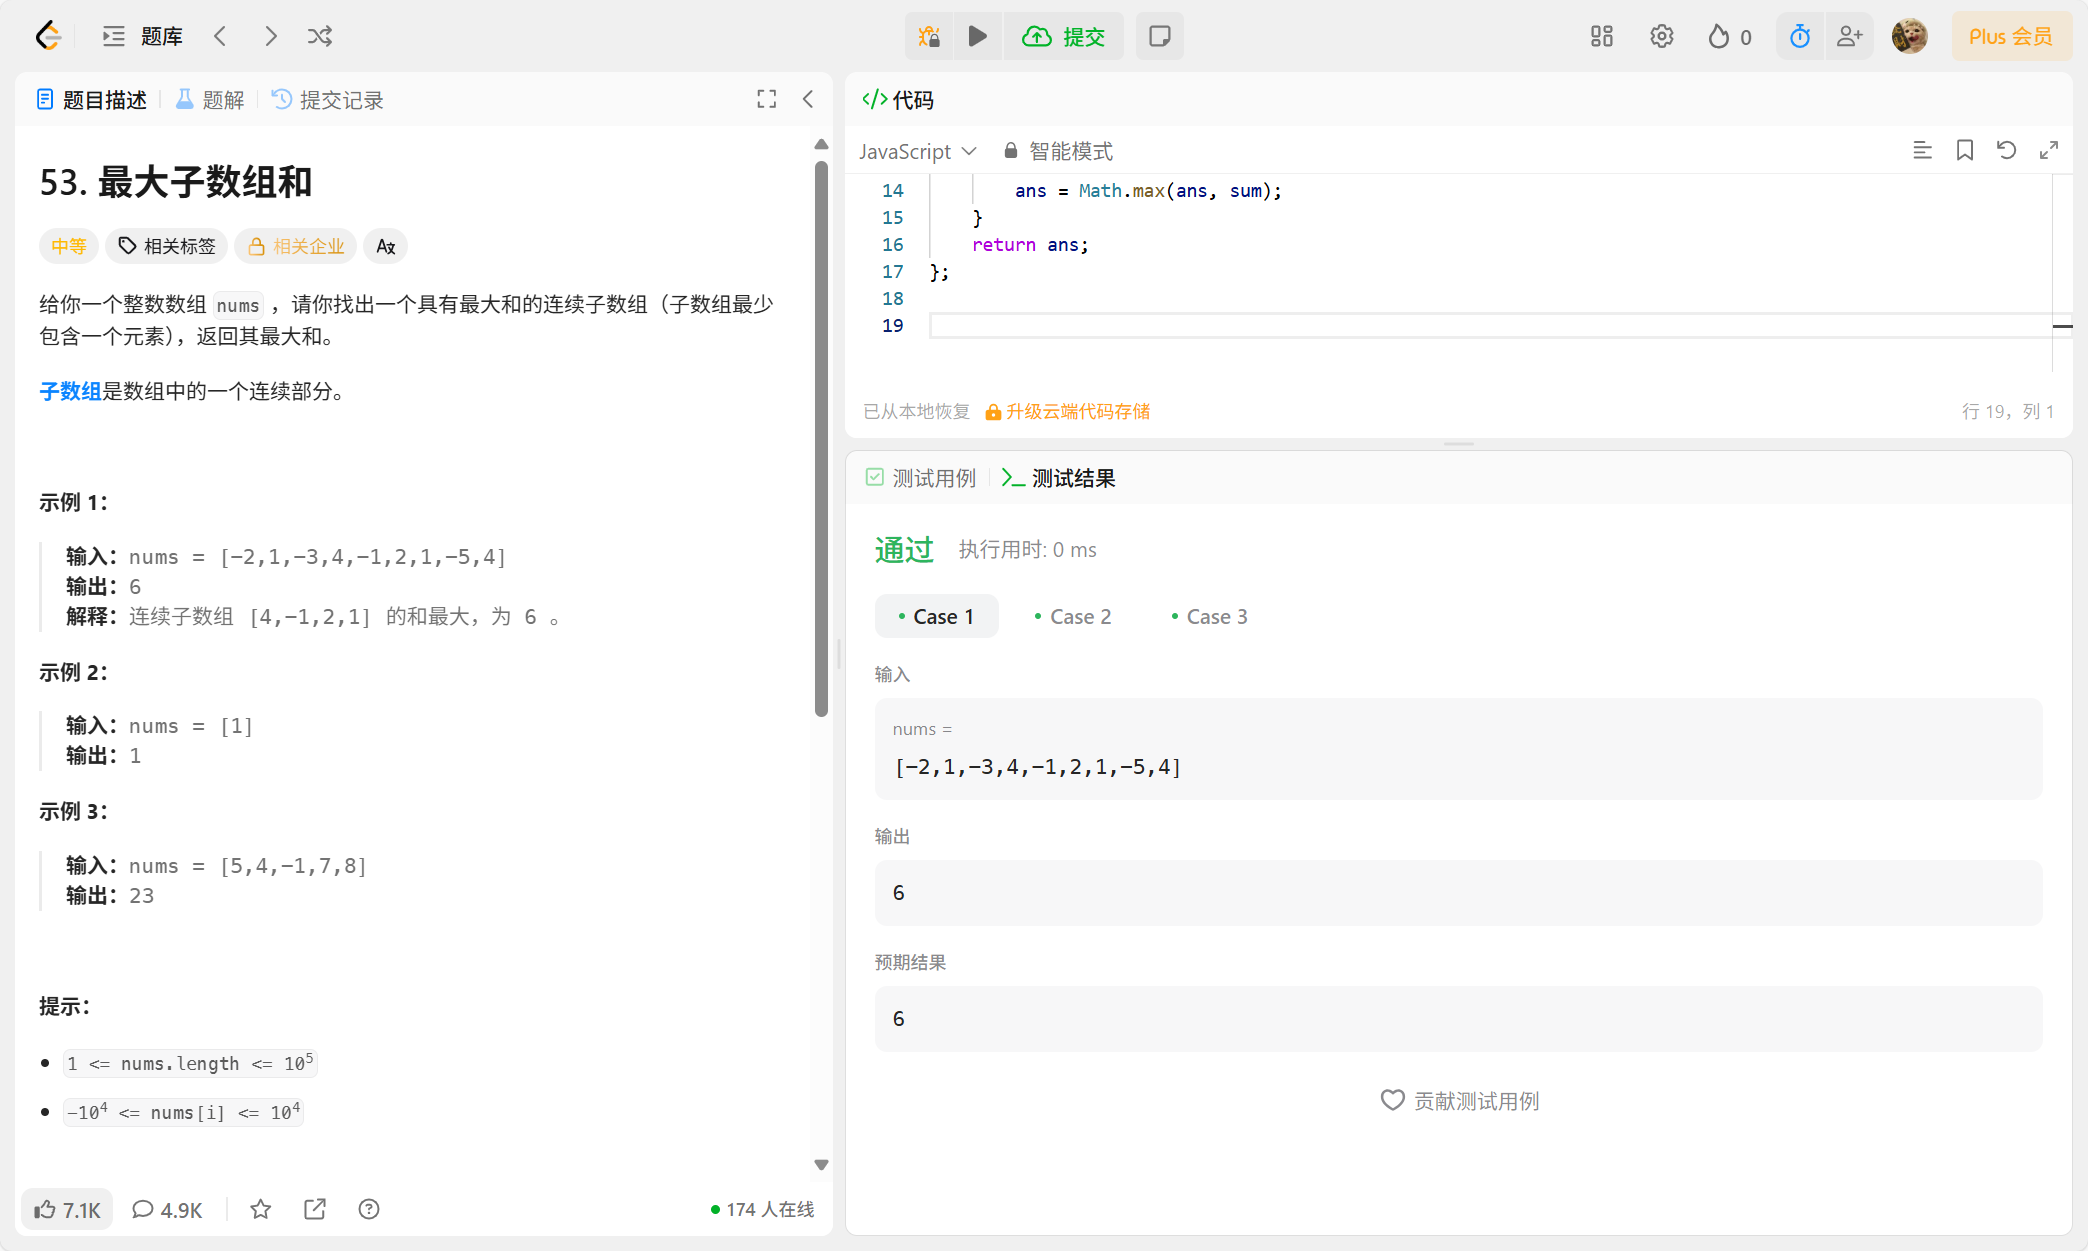 题库
提交
0
Plus 会员
题目描述
题解
提交记录
53. 最大子数组和
中等
相关标签
相关企业
给你一个整数数组 nums ，请你找出一个具有最大和的连续子数组（子数组最少
包含一个元素），返回其最大和。
子数组是数组中的一个连续部分。
示例 1：
输入：nums = [-2,1,-3,4,-1,2,1,-5,4]
输出：6
解释：连续子数组 [4,-1,2,1] 的和最大，为 6 。
示例 2：
输入：nums = [1]
输出：1
示例 3：
输入：nums = [5,4,-1,7,8]
输出：23
提示：
1 <= nums.length <= 10⁵
-10⁴ <= nums[i] <= 10⁴
7.1K
4.9K
174 人在线
</> 代码
JavaScript
智能模式
14 ans = Math.max(ans, sum);
15 }
16 return ans;
17 };
18
19
已从本地恢复
升级云端代码存储
行 19，列 1
测试用例
测试结果
通过
执行用时: 0 ms
Case 1
Case 2
Case 3
输入
nums =
[-2,1,-3,4,-1,2,1,-5,4]
输出
6
预期结果
6
贡献测试用例